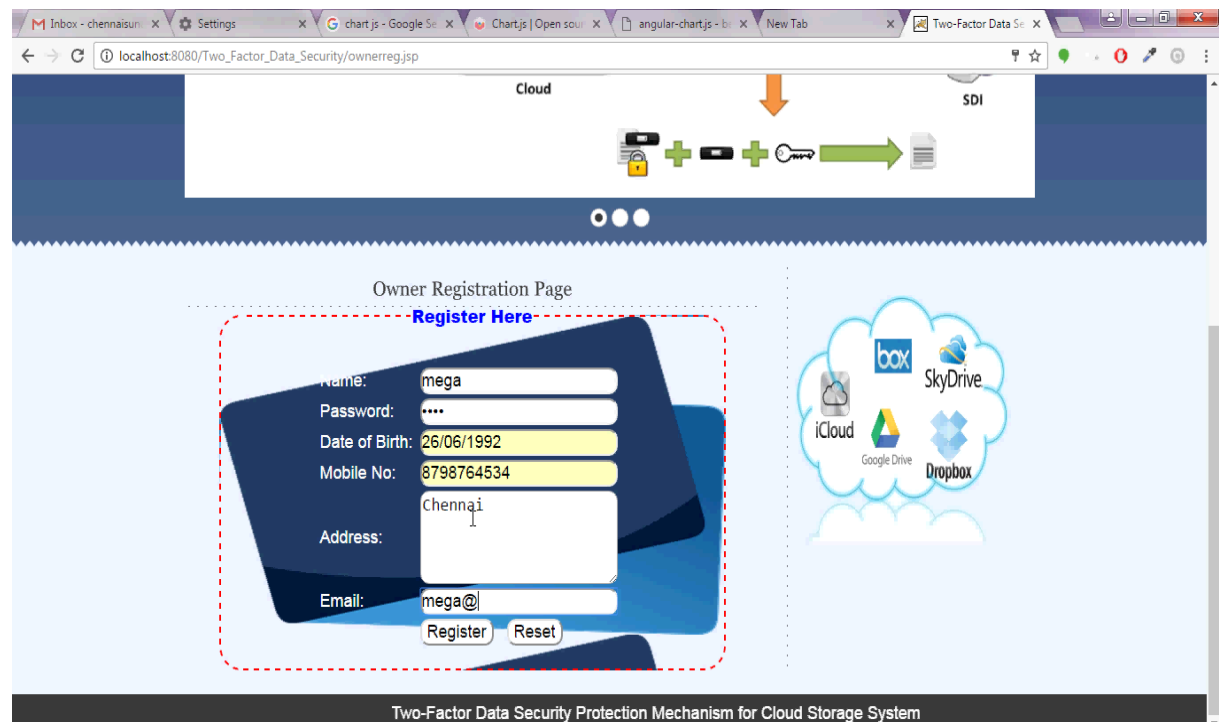 Inbox - chennaisun
Settings
chart js - Google Se
Chart.js | Open sour
angular-chart.js - b
New Tab
Two-Factor Data Se
localhost:8080/Two_Factor_Data_Security/ownerreg.jsp
Cloud
SDI
Owner Registration Page
Register Here
Name: mega
Password: ••••
Date of Birth: 26/06/1992
Mobile No: 8798764534
Address: Chennai
Email: mega@
Register Reset
box
SkyDrive
iCloud
Google Drive
Dropbox
Two-Factor Data Security Protection Mechanism for Cloud Storage System